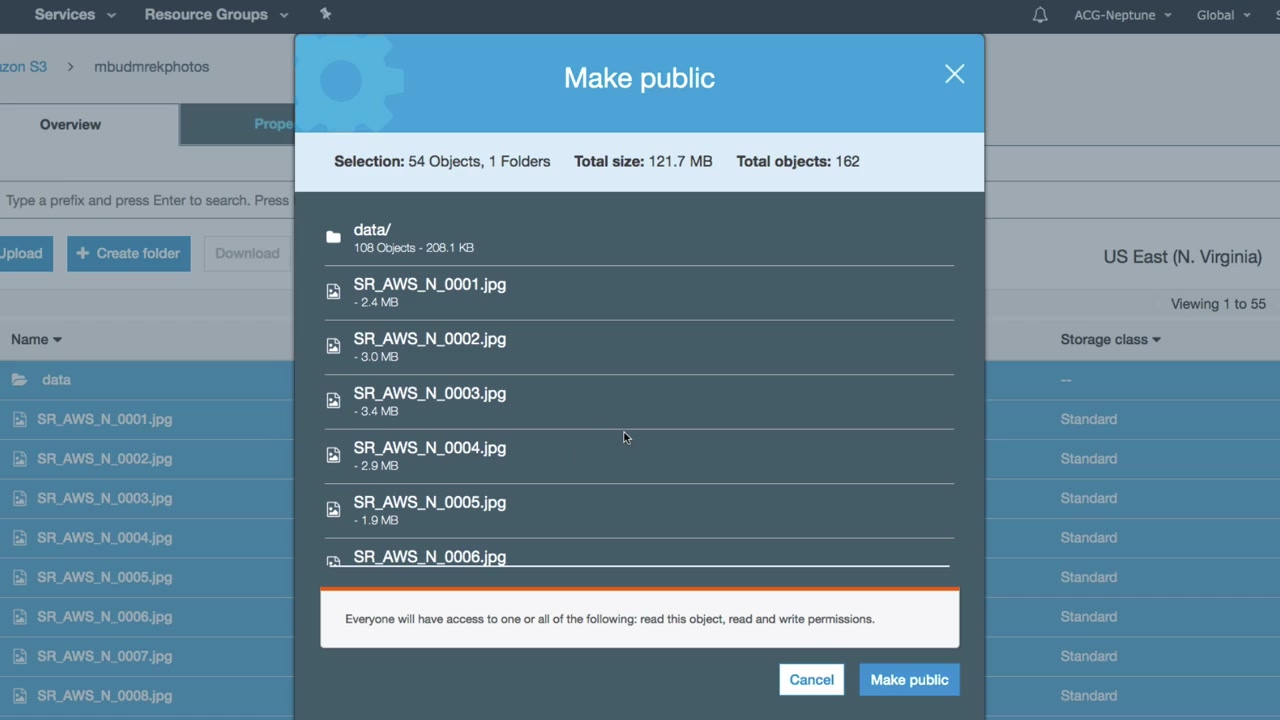 Services Resource Groups ACG-Neptune Global
zon S3 > mbudmrekphotos
Make public
Overview
Prope
Selection: 54 Objects, 1 Folders Total size: 121.7 MB Total objects: 162
Type a prefix and press Enter to search. Press
Upload + Create folder Download
US East (N. Virginia)
Viewing 1 to 55
data/
108 Objects - 208.1 KB
SR_AWS_N_0001.jpg
- 2.4 MB
SR_AWS_N_0002.jpg
- 3.0 MB
SR_AWS_N_0003.jpg
- 3.4 MB
SR_AWS_N_0004.jpg
- 2.9 MB
SR_AWS_N_0005.jpg
- 1.9 MB
SR_AWS_N_0006.jpg
Everyone will have access to one or all of the following: read this object, read and write permissions.
Cancel Make public
Name Storage class
data --
SR_AWS_N_0001.jpg Standard
SR_AWS_N_0002.jpg Standard
SR_AWS_N_0003.jpg Standard
SR_AWS_N_0004.jpg Standard
SR_AWS_N_0005.jpg Standard
SR_AWS_N_0006.jpg Standard
SR_AWS_N_0007.jpg Standard
SR_AWS_N_0008.jpg Standard